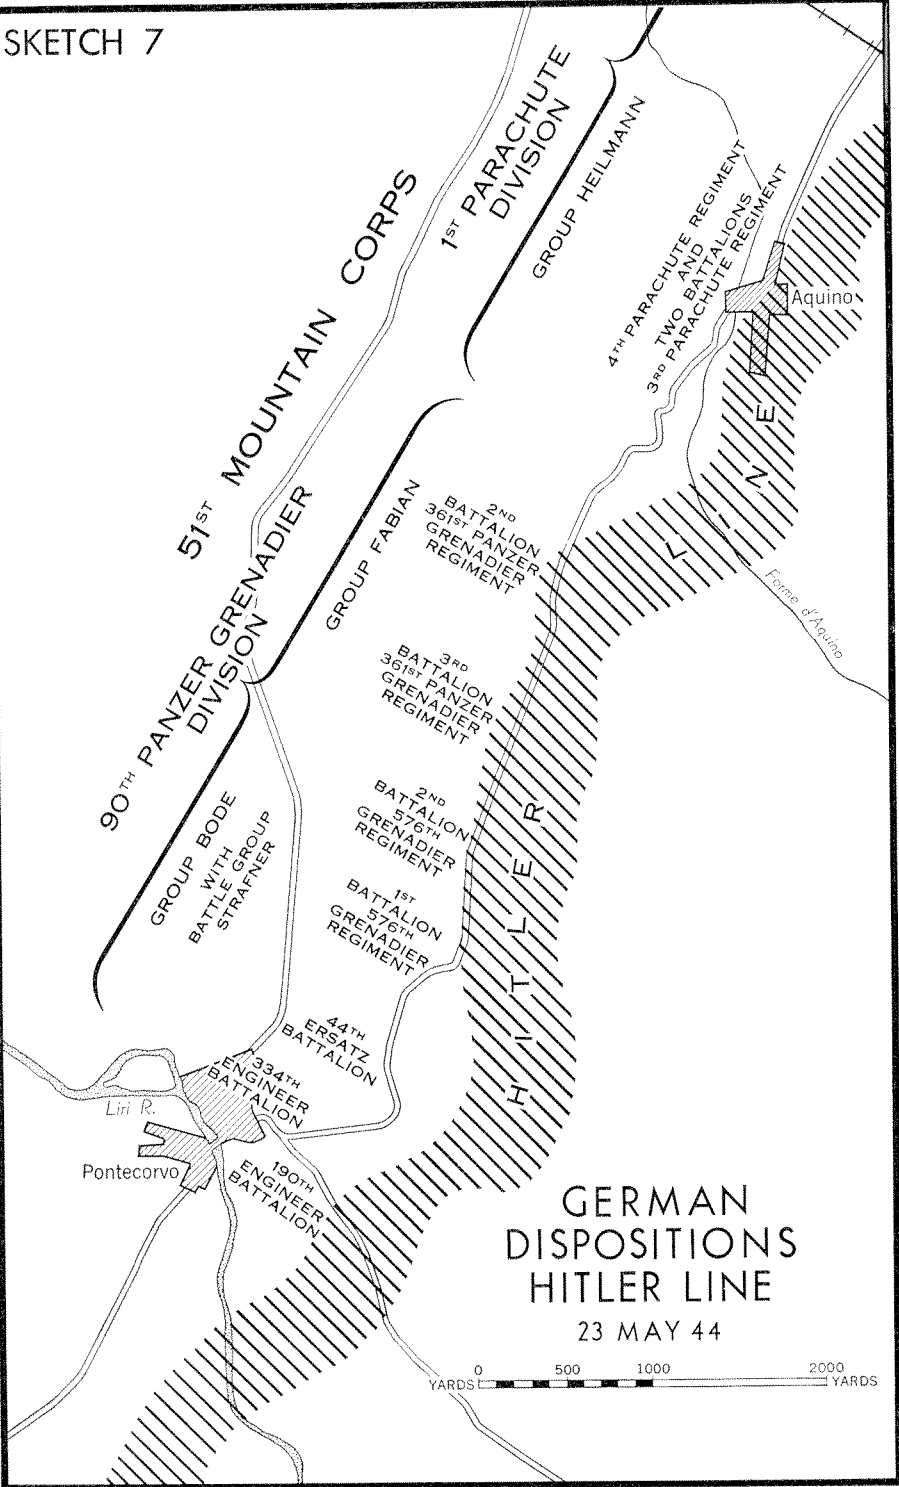 SKETCH 7
51ST MOUNTAIN CORPS
1ST PARACHUTE
DIVISION
GROUP HEILMANN
4TH PARACHUTE REGIMENT
AND
TWO BATTALIONS
3RD PARACHUTE REGIMENT
Aquino
90TH PANZER GRENADIER
DIVISION
GROUP FABIAN
2ND
BATTALION
361ST PANZER
GRENADIER
REGIMENT
3RD
BATTALION
361ST PANZER
GRENADIER
REGIMENT
Forme d'Aquino
GROUP BODE
WITH
BATTLE GROUP
STRAFNER
2ND
BATTALION
576TH
GRENADIER
REGIMENT
1ST
BATTALION
576TH
GRENADIER
REGIMENT
HITLER LINE
44TH
ERSATZ
BATTALION
334TH
ENGINEER
BATTALION
Liri R.
Pontecorvo
190TH
ENGINEER
BATTALION
GERMAN
DISPOSITIONS
HITLER LINE
23 MAY 44
0 500 1000 2000
YARDS YARDS